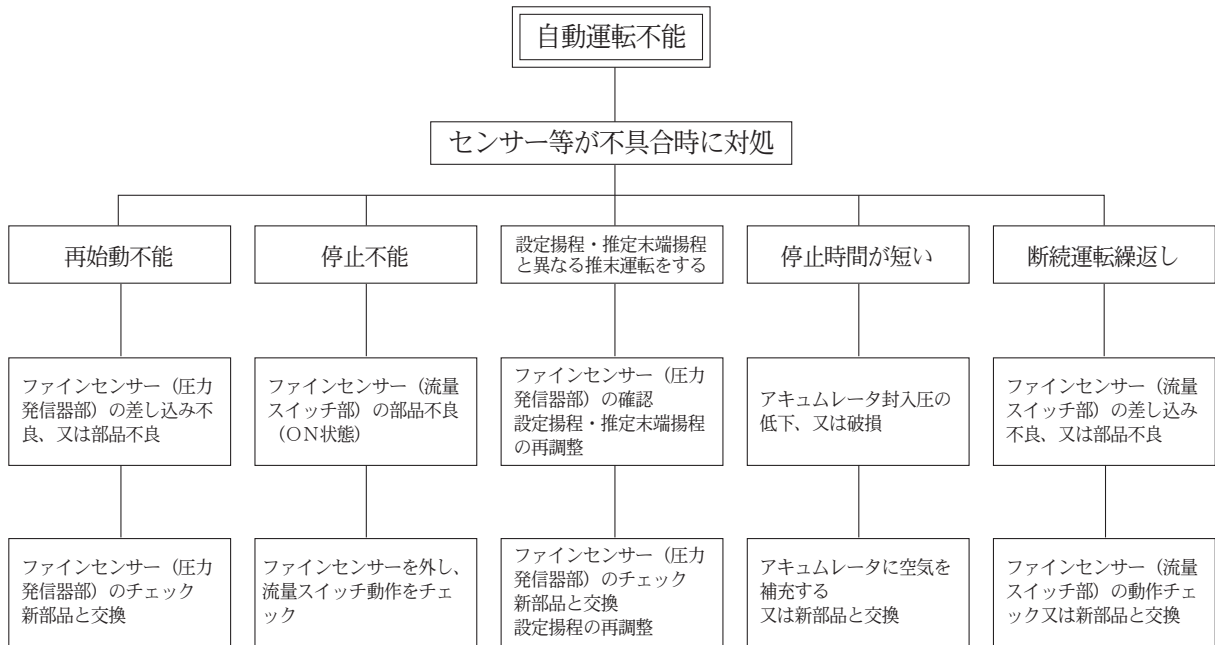 自動運転不能
センサー等が不具合時に対処
再始動不能
停止不能
設定揚程・推定末端揚程
と異なる推末運転をする
停止時間が短い
断続運転繰返し
ファインセンサー（圧力
発信器部）の差し込み不
良、又は部品不良
ファインセンサー（流量
スイッチ部）の部品不良
（ＯＮ状態）
ファインセンサー（圧力
発信器部）の確認
設定揚程・推定末端揚程
の再調整
アキュムレータ封入圧の
低下、又は破損
ファインセンサー（流量
スイッチ部）の差し込み
不良、又は部品不良
ファインセンサー（圧力
発信器部）のチェック
新部品と交換
ファインセンサーを外し、
流量スイッチ動作をチェ
ック
ファインセンサー（圧力
発信器部）のチェック
新部品と交換
設定揚程の再調整
アキュムレータに空気を
補充する
又は新部品と交換
ファインセンサー（流量
スイッチ部）の動作チェ
ック又は新部品と交換